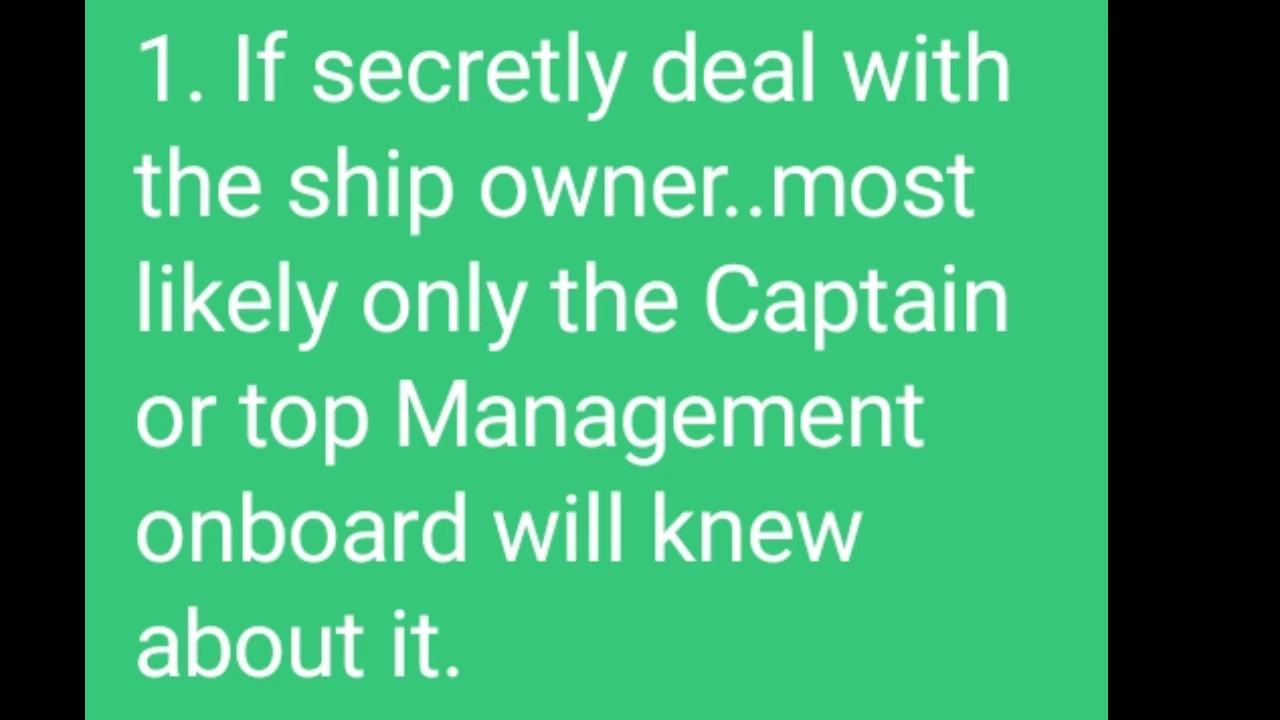 1. If secretly deal with
the ship owner..most
likely only the Captain
or top Management
onboard will knew
about it.